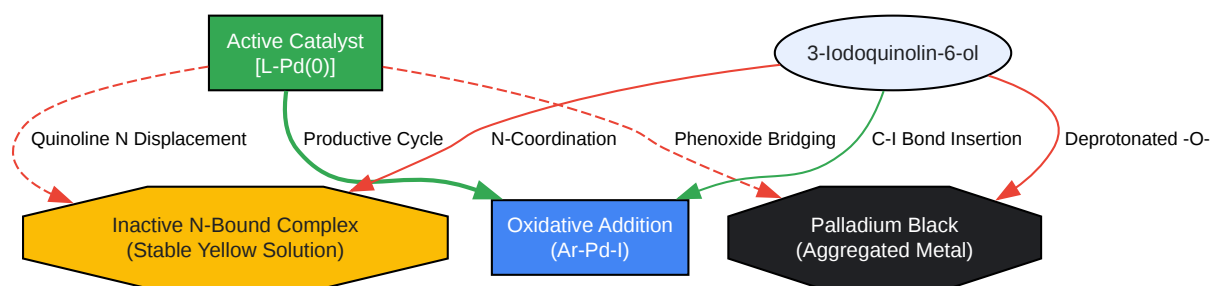 Active Catalyst
[L-Pd(0)]
3-Iodoquinolin-6-ol
Quinoline N Displacement
Productive Cycle
N-Coordination
Phenoxide Bridging
C-I Bond Insertion
Deprotonated -O-
Inactive N-Bound Complex
(Stable Yellow Solution)
Oxidative Addition
(Ar-Pd-I)
Palladium Black
(Aggregated Metal)